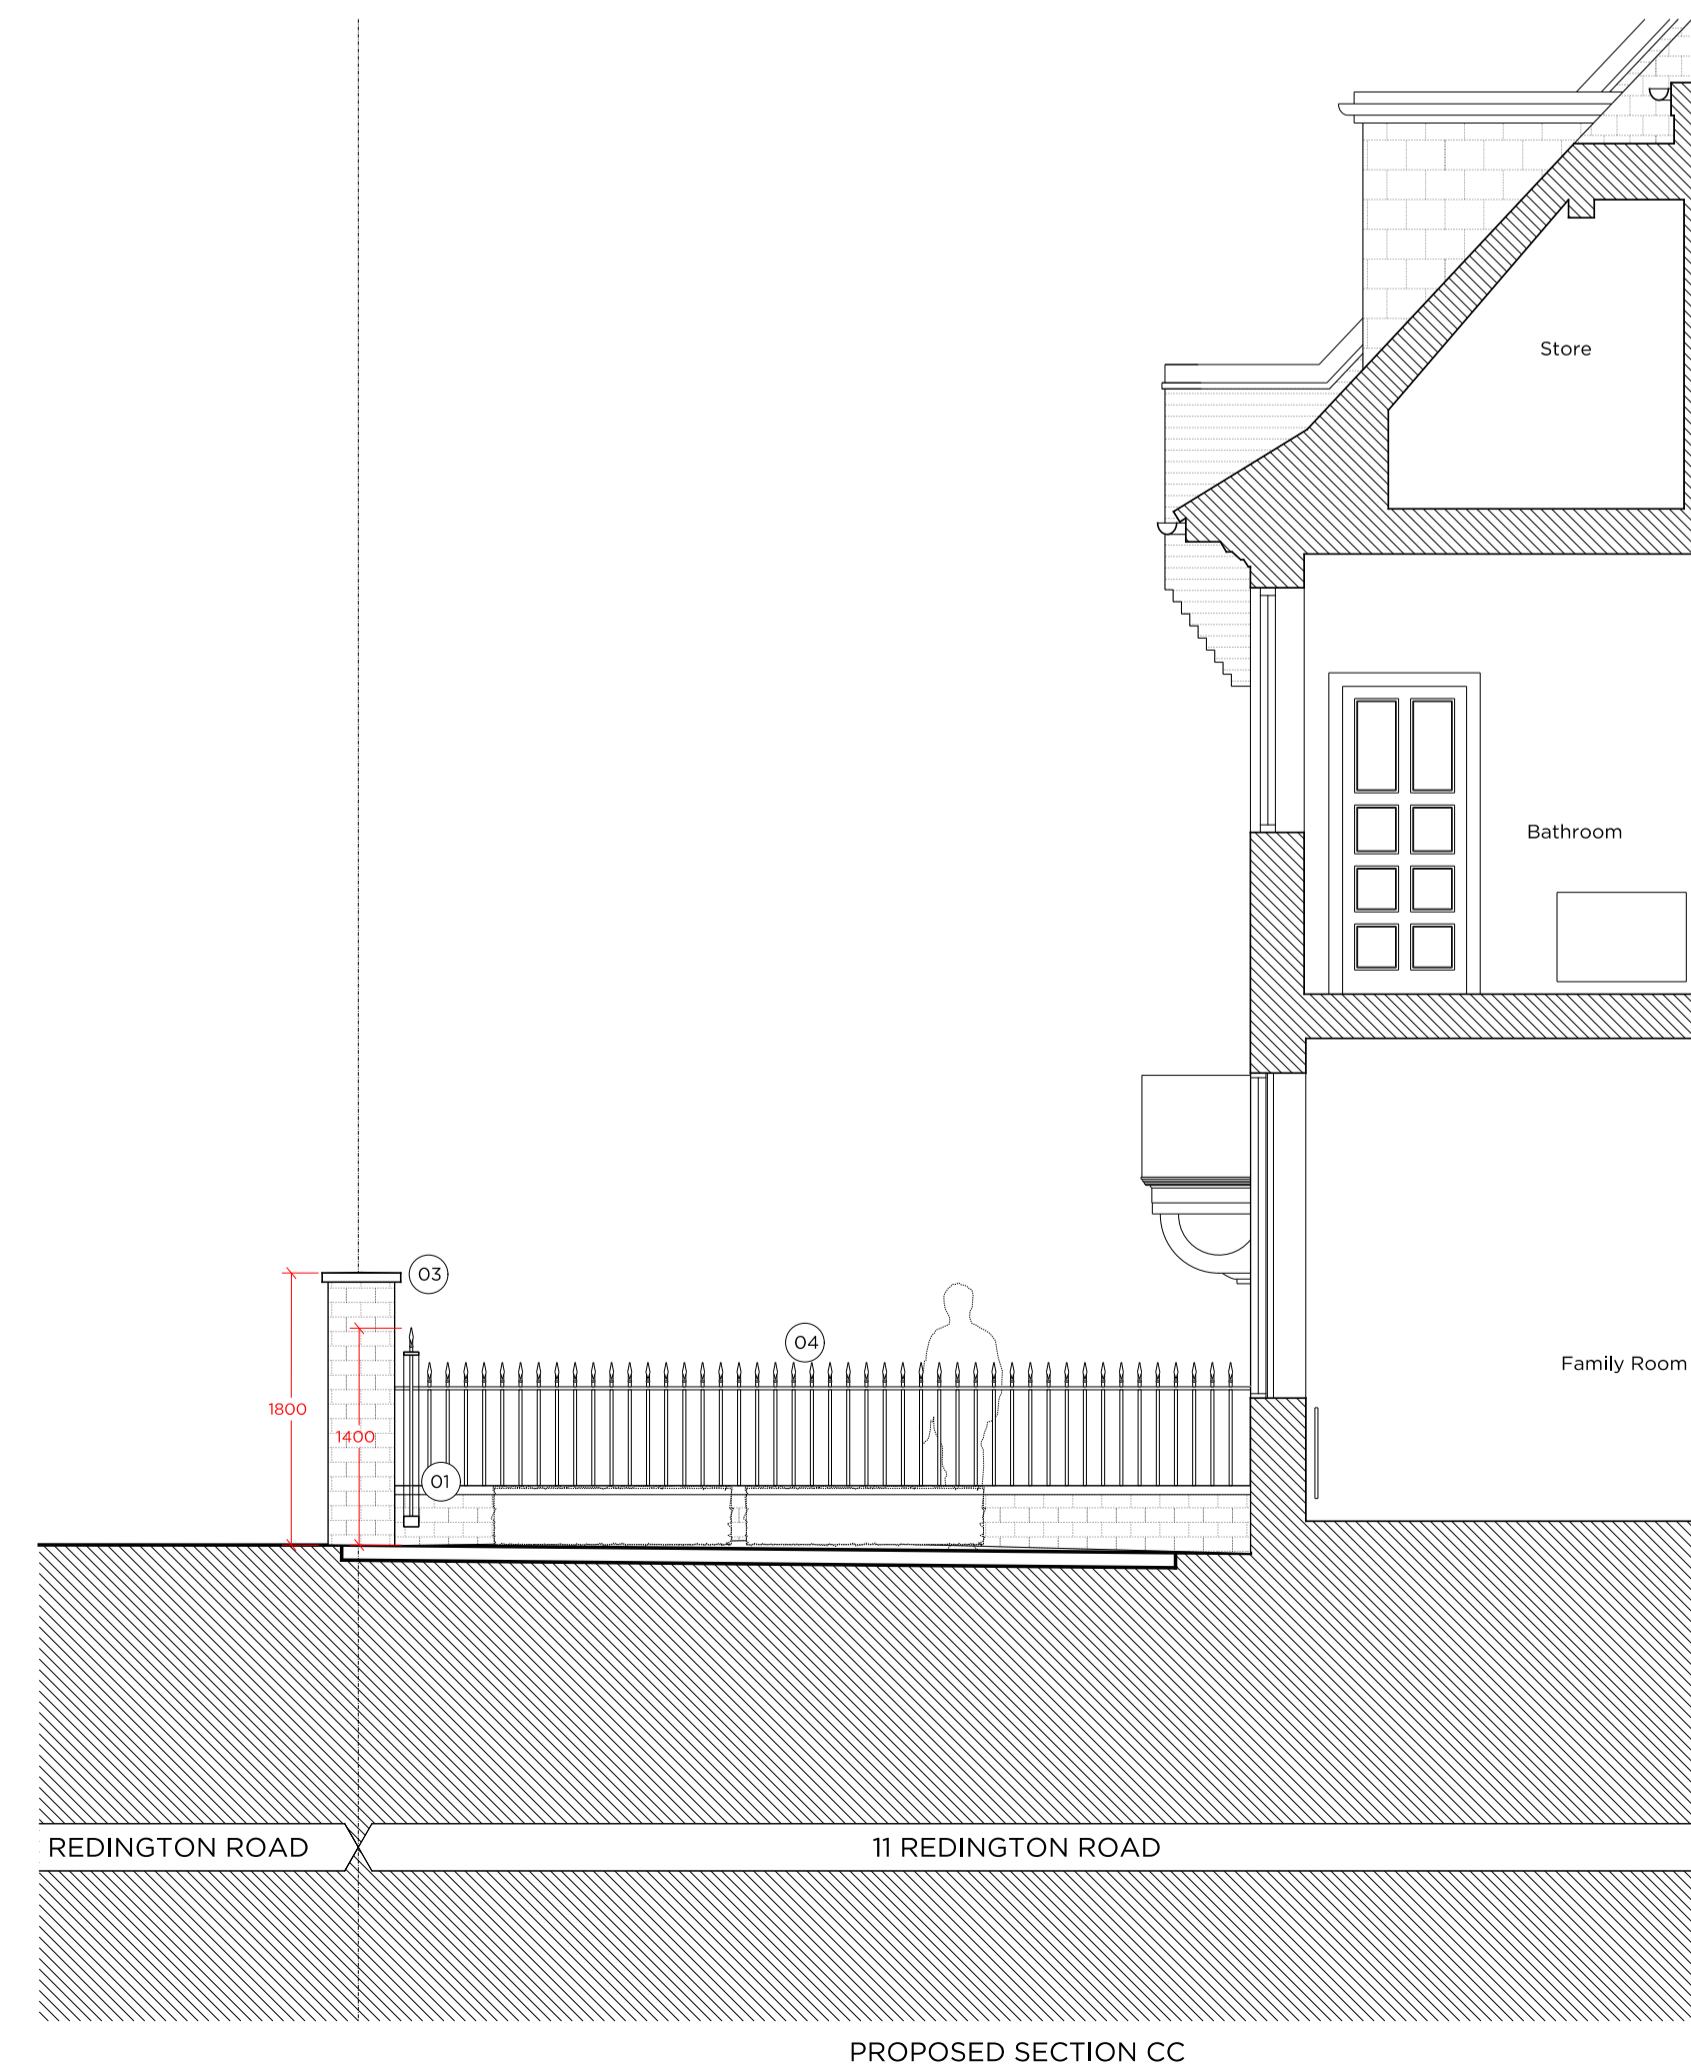 Store
Bathroom
03
04
Family Room
1800
1400
01
REDINGTON ROAD
11 REDINGTON ROAD
PROPOSED SECTION CC